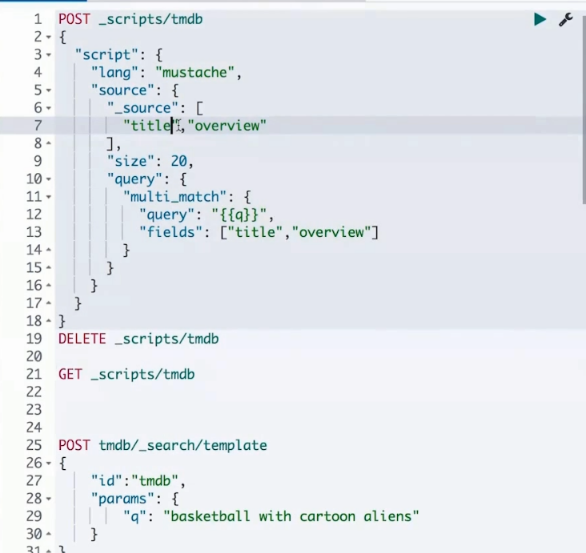 1 POST _scripts/tmdb
2 {
3 "script": {
4 "lang": "mustache",
5 "source": {
6 "_source": [
7 "title","overview"
8 ],
9 "size": 20,
10 "query": {
11 "multi_match": {
12 "query": "{{q}}",
13 "fields": ["title","overview"]
14 }
15 }
16 }
17 }
18 }
19 DELETE _scripts/tmdb
20
21 GET _scripts/tmdb
22
23
24
25 POST tmdb/_search/template
26 {
27 "id":"tmdb",
28 "params": {
29 "q": "basketball with cartoon aliens"
30 }
31 }